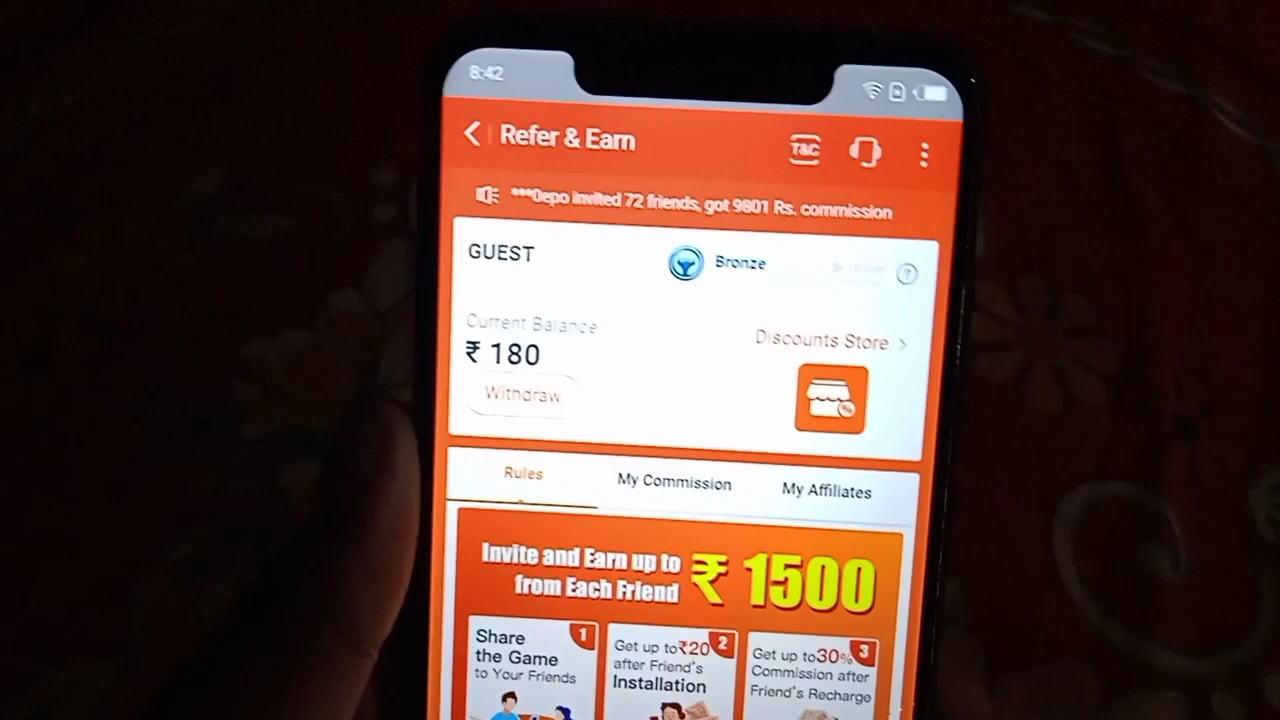 8:42
Refer & Earn
T&C
***0epo invited 72 friends, got 9801 Rs. commission
GUEST
Bronze
?
Current Balance
₹ 180
Discounts Store >
Withdraw
Rules
My Commission
My Affiliates
Invite and Earn up to
from Each Friend
₹ 1500
1
Share
the Game
to Your Friends
2
Get up to₹20
after Friend's
Installation
3
Get up to30%
Commission after
Friend's Recharge